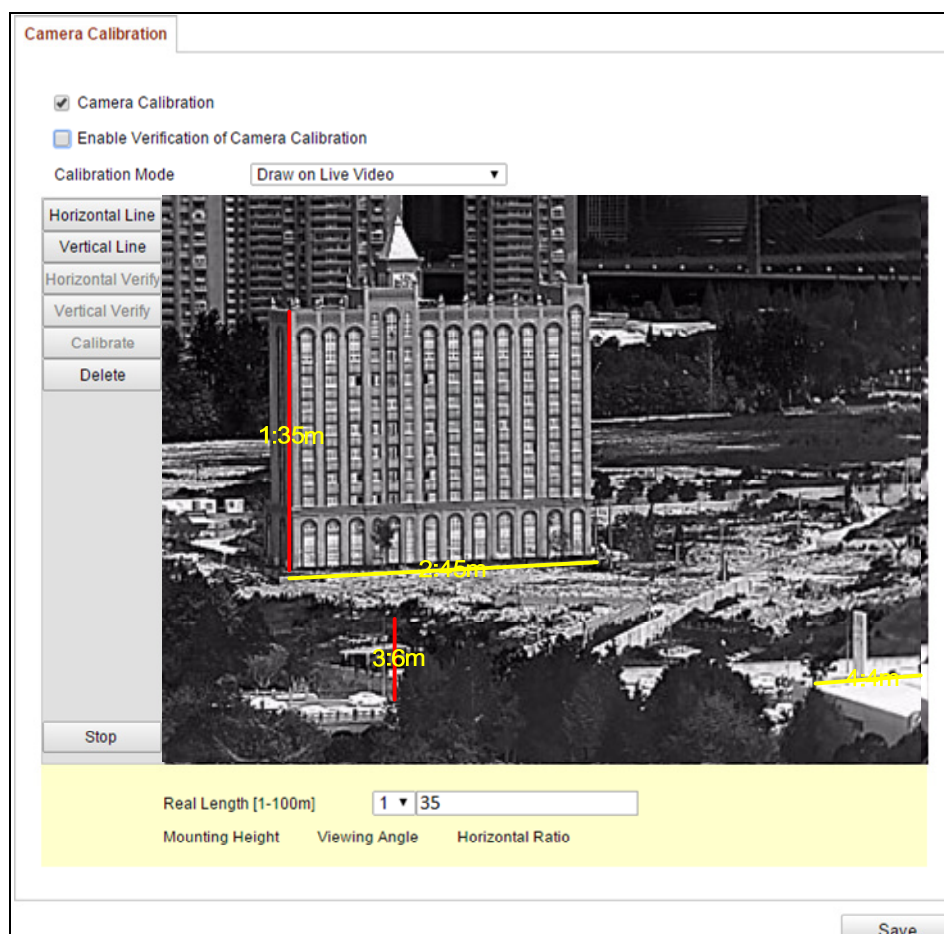 Camera Calibration
Camera Calibration
Enable Verification of Camera Calibration
Calibration Mode Draw on Live Video
Horizontal Line
Vertical Line
Horizontal Verify
Vertical Verify
Calibrate
Delete
1:35m
2:45m
3:6m
4:4m
Stop
Real Length [1-100m] 1 35
Mounting Height Viewing Angle Horizontal Ratio
Save